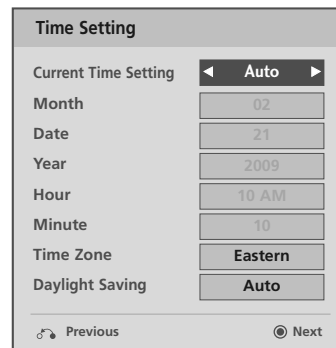 Time Setting
Current Time Setting Auto
Month 02
Date 21
Year 2009
Hour 10 AM
Minute 10
Time Zone Eastern
Daylight Saving Auto
Previous Next